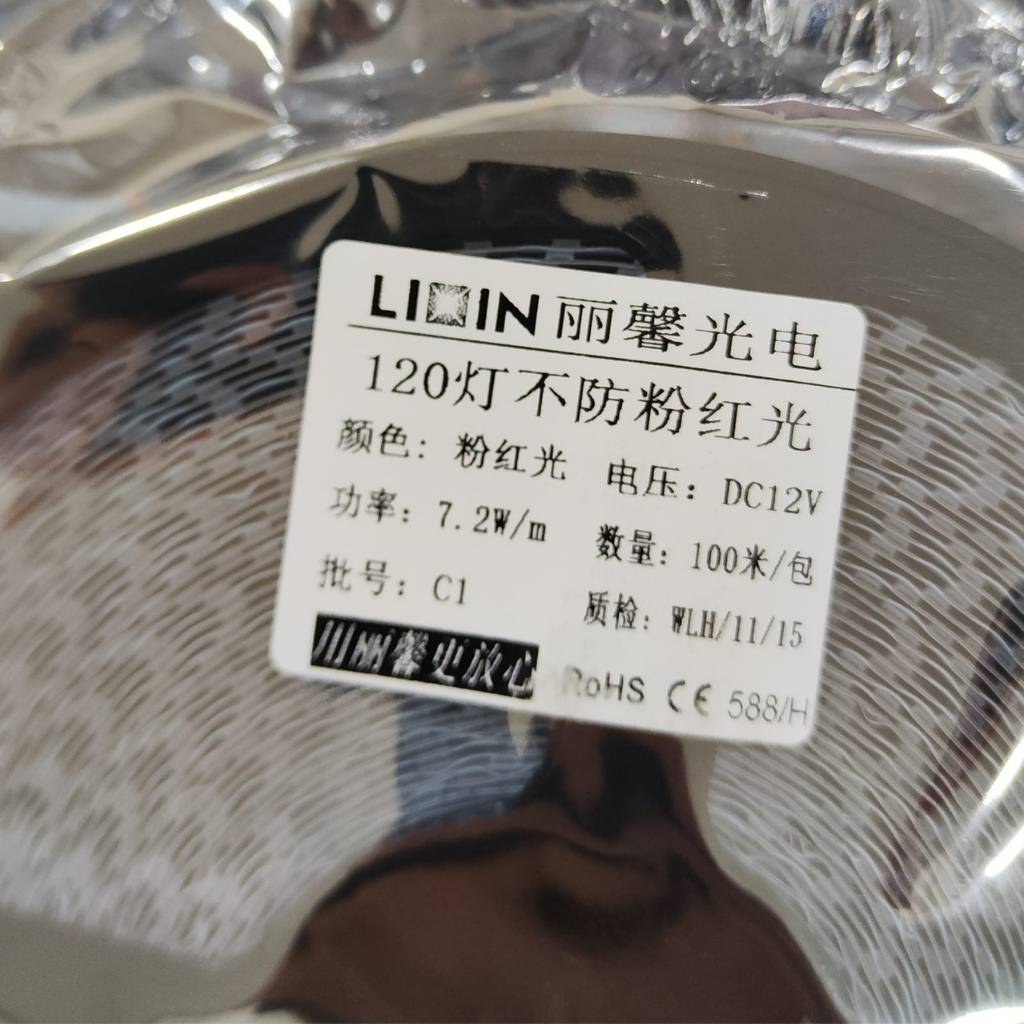 LIXIN 丽馨光电
120灯不防粉红光
颜色: 粉红光 电压: DC12V
功率: 7.2W/m 数量: 100米/包
批号: C1 质检: WLH/11/15
用丽馨更放心 RoHS CE 588/H